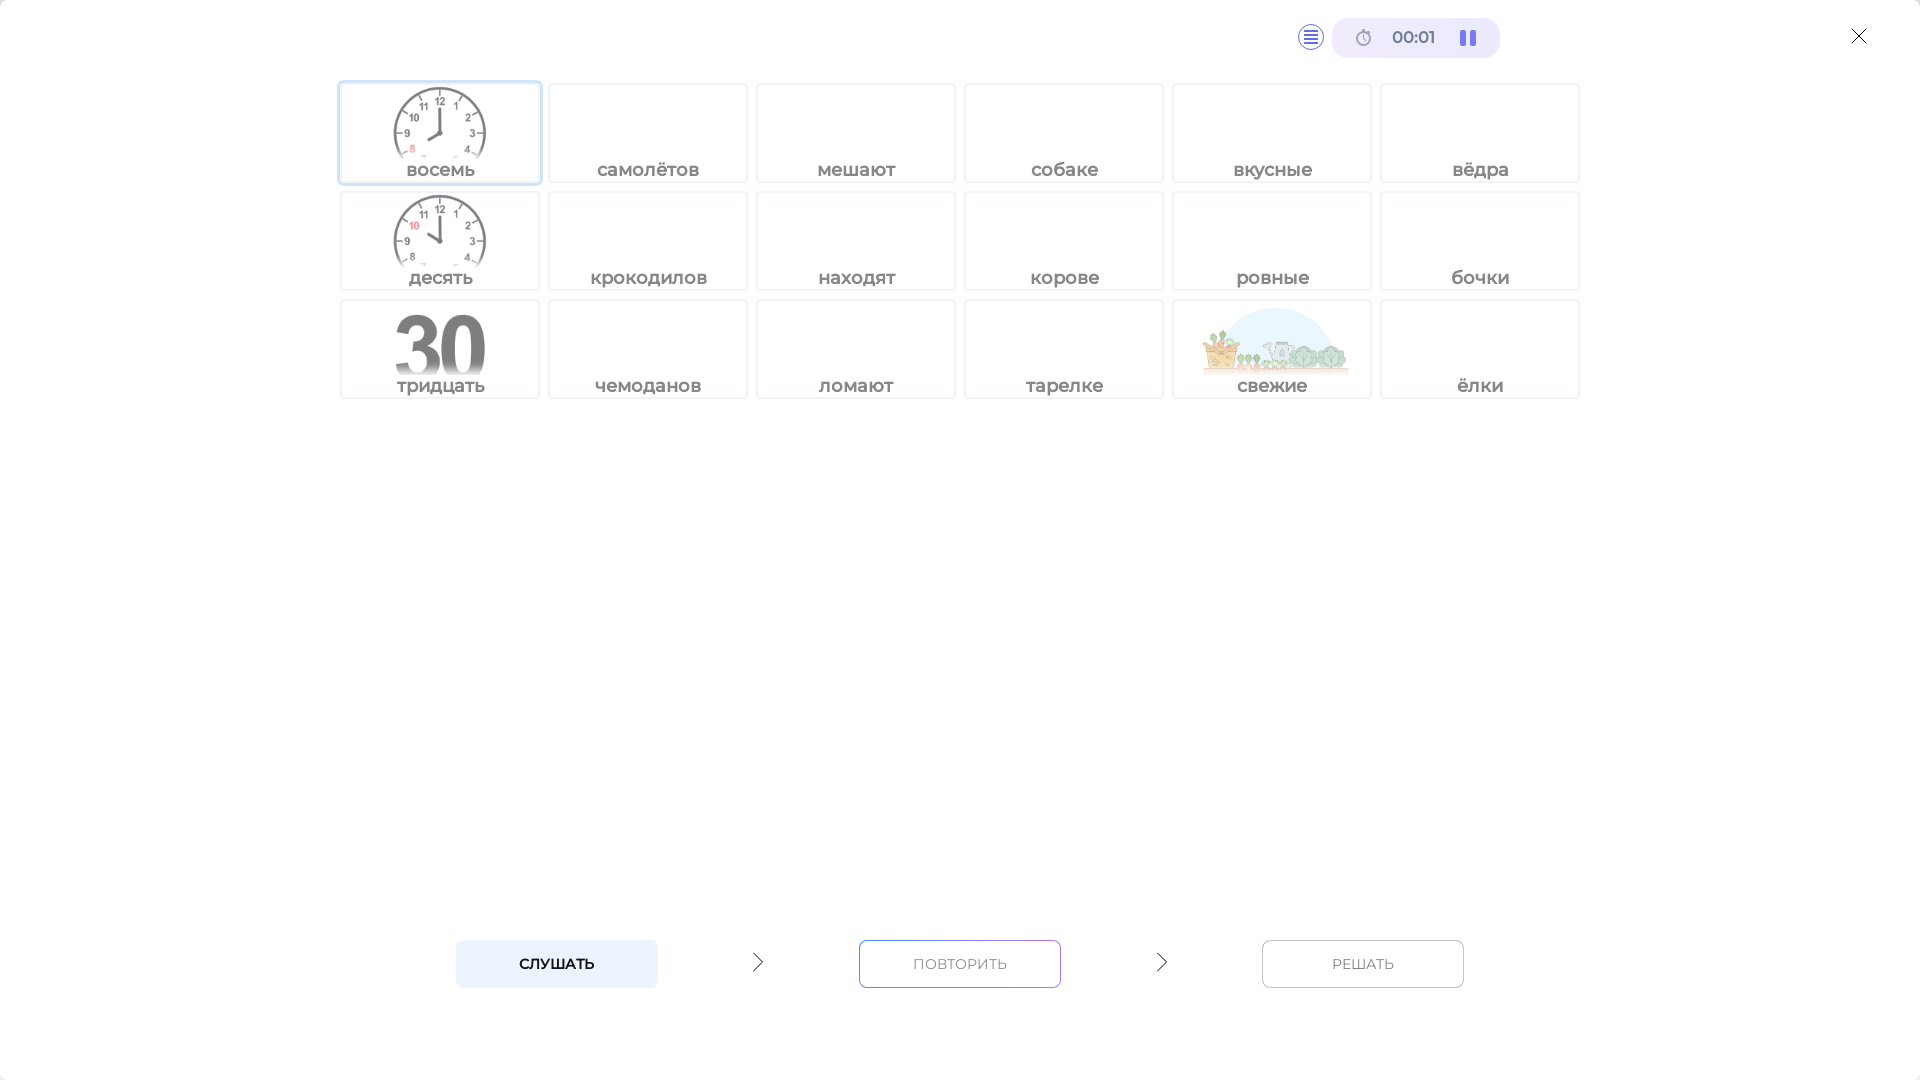 00:01
восемь самолётов мешают собаке вкусные вёдра
десять крокодилов находят корове ровные бочки
30
тридцать чемоданов ломают тарелке свежие ёлки
СЛУШАТЬ ПОВТОРИТЬ РЕШАТЬ